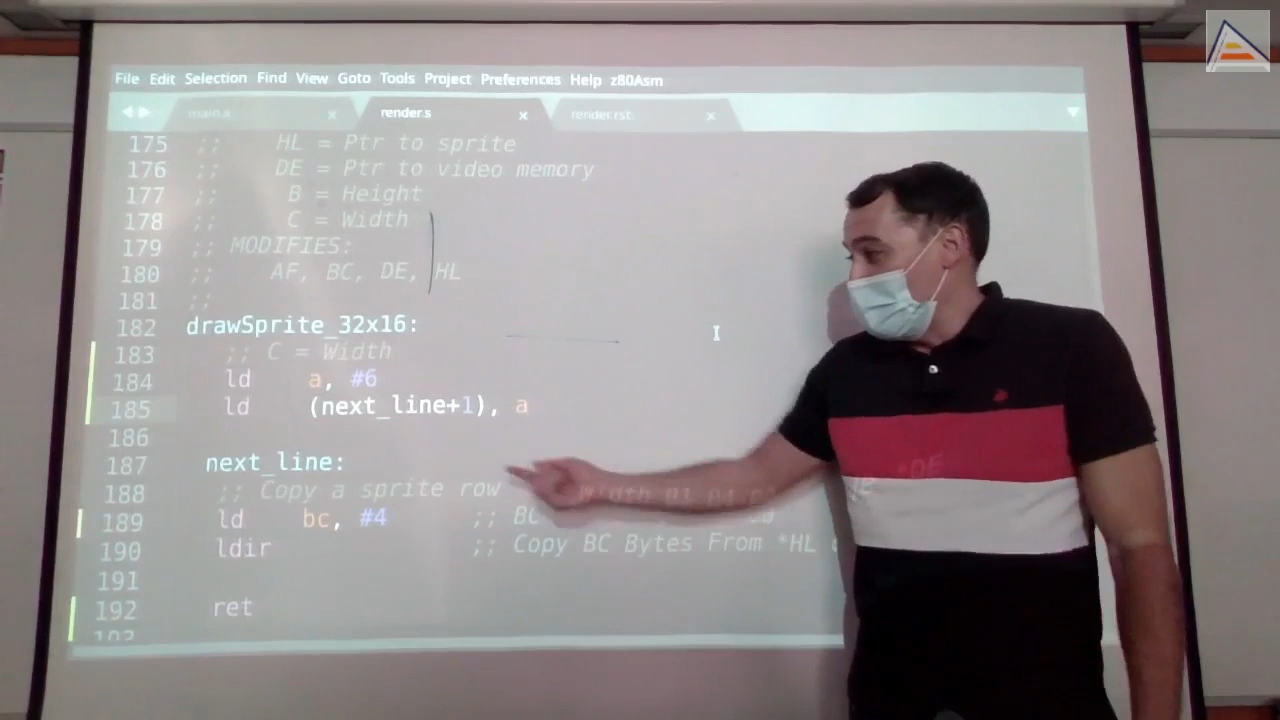 File Edit Selection Find View Goto Tools Project Preferences Help z80Asm
main.s × render.s × render.rst ×
175 ;; HL = Ptr to sprite
176 ;; DE = Ptr to video memory
177 ;; B = Height
178 ;; C = Width
179 ;; MODIFIES:
180 ;; AF, BC, DE, HL
181 ;;
182 drawSprite_32x16:
183 ;; C = Width
184 ld a, #6
185 ld (next_line+1), a
186
187 next_line:
188 ;; Copy a sprite row
189 ld bc, #4 ;; BC
190 ldir ;; Copy BC Bytes From *HL
191
192 ret
193
*DE